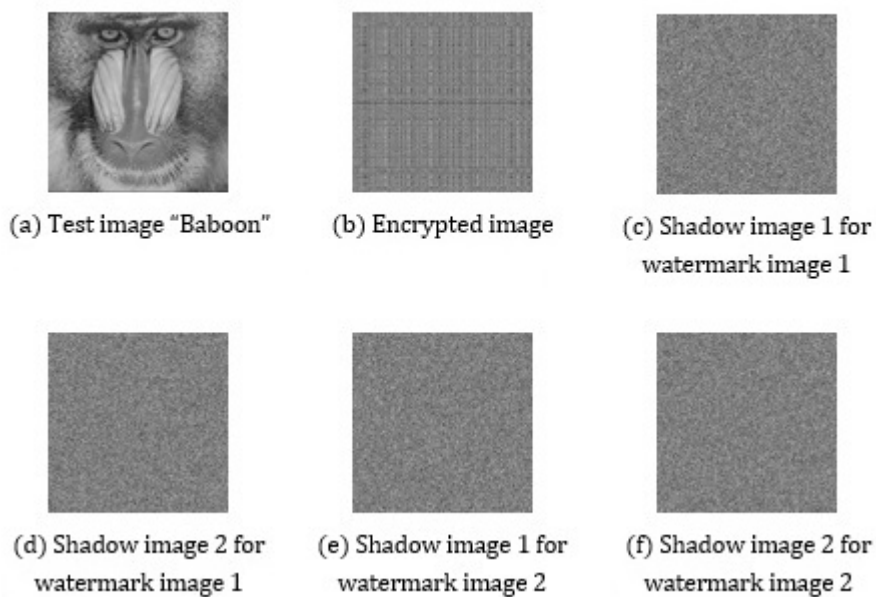 (a) Test image “Baboon”
(b) Encrypted image
(c) Shadow image 1 for
watermark image 1
(d) Shadow image 2 for
watermark image 1
(e) Shadow image 1 for
watermark image 2
(f) Shadow image 2 for
watermark image 2